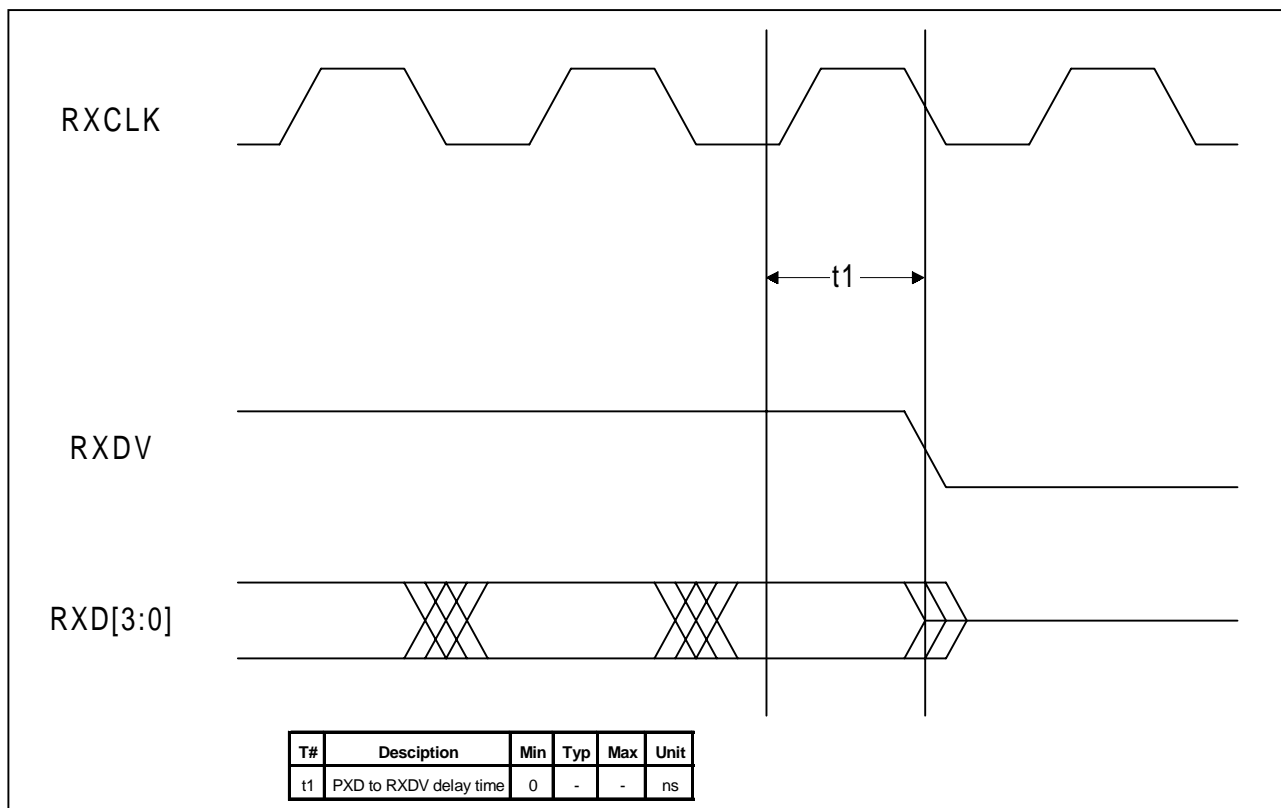 RXCLK
t1
RXDV
RXD[3:0]
T# Desciption Min Typ Max Unit
t1 PXD to RXDV delay time 0 - - ns